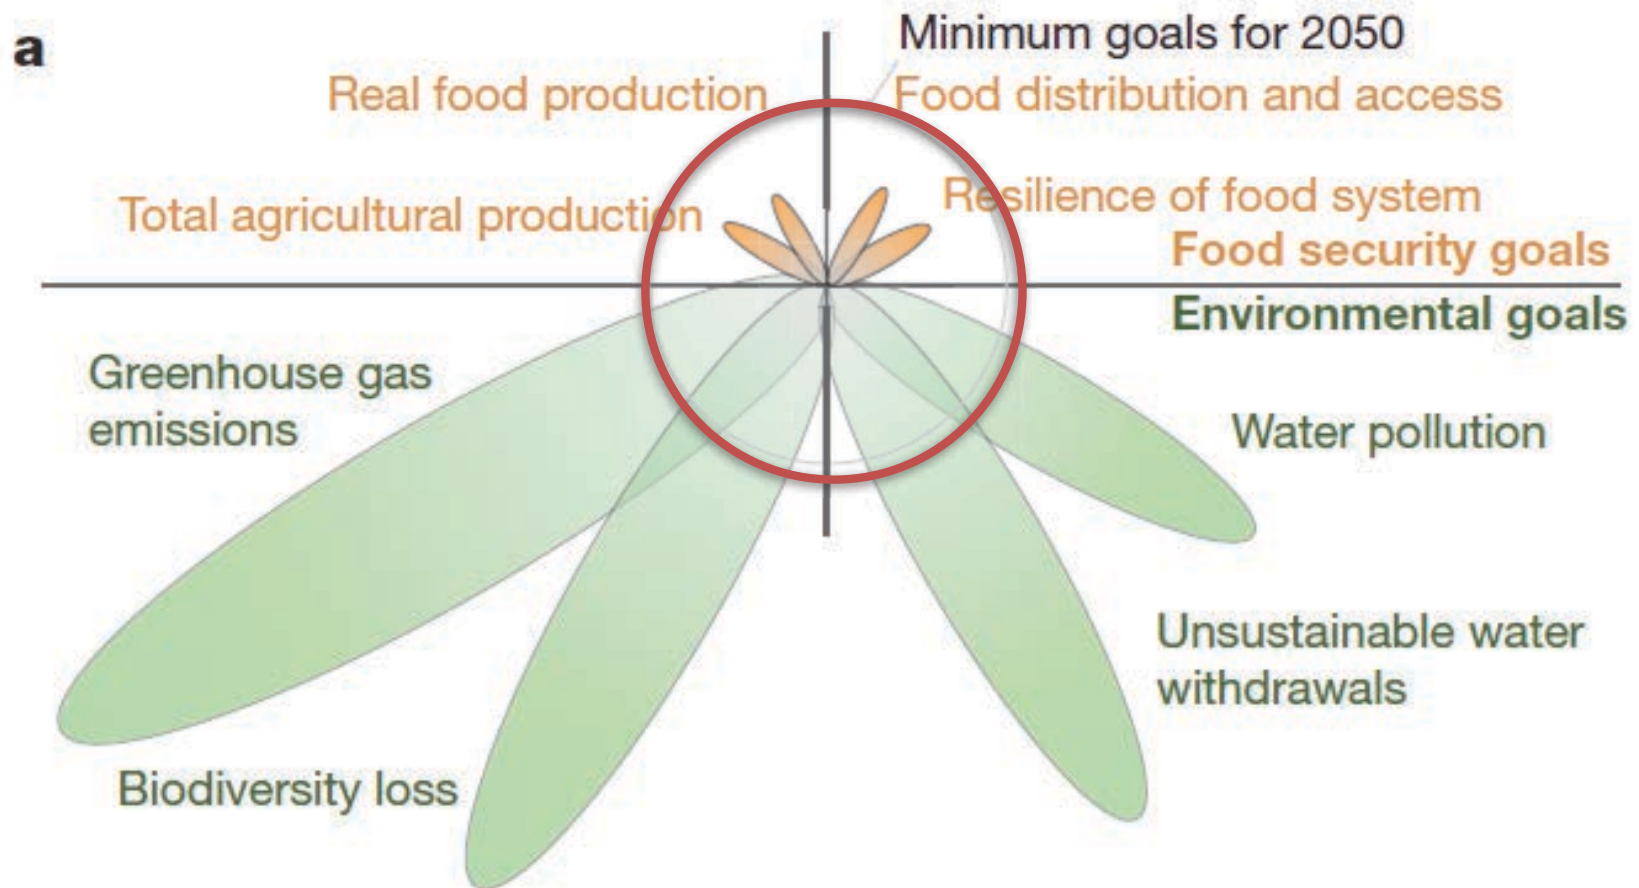 a
Minimum goals for 2050
Real food production
Food distribution and access
Total agricultural production
Resilience of food system
Food security goals
Environmental goals
Greenhouse gas
emissions
Water pollution
Unsustainable water
withdrawals
Biodiversity loss